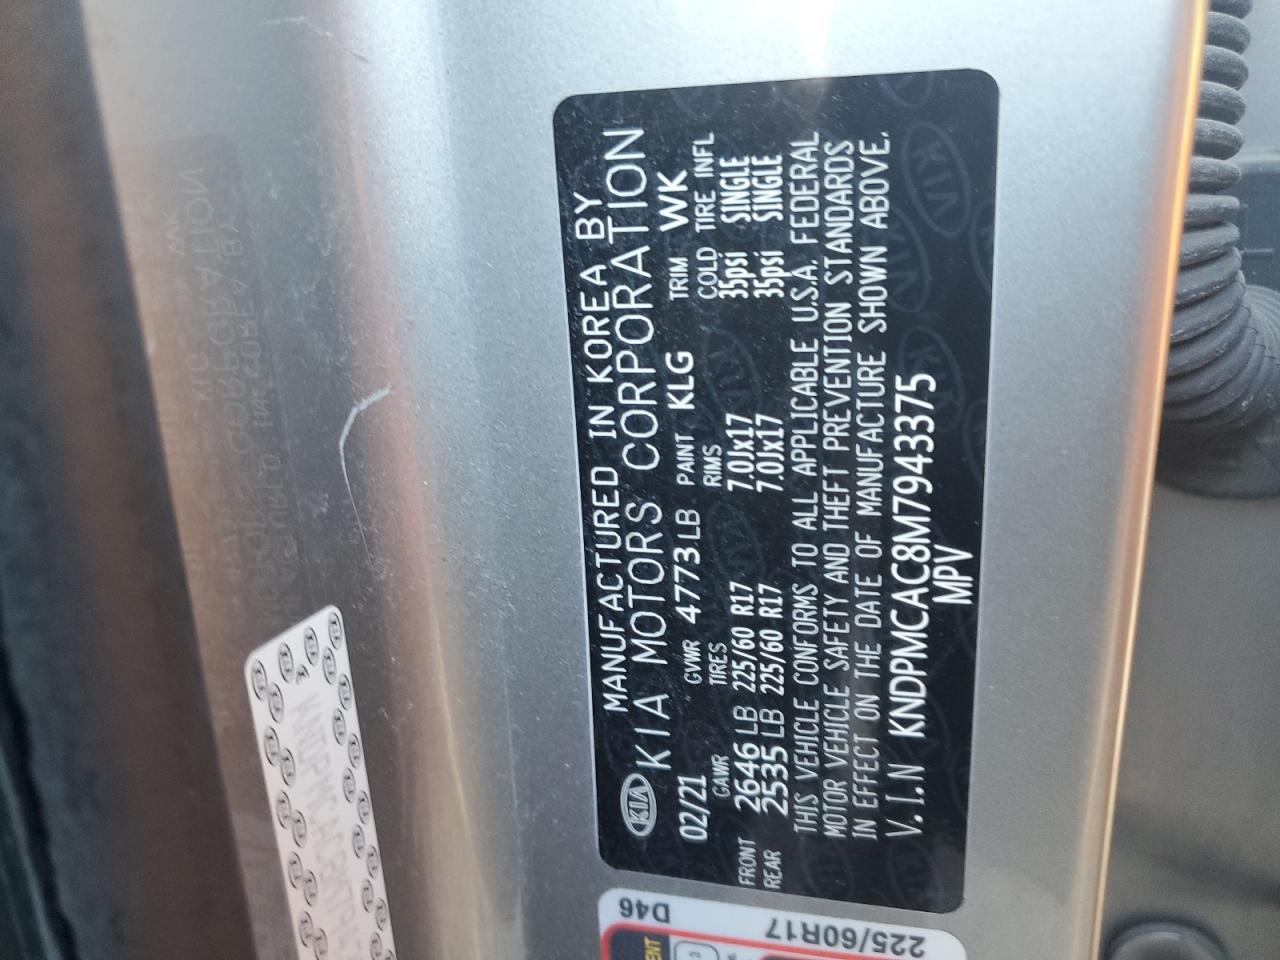 KIA
MANUFACTURED IN KOREA BY
KIA MOTORS CORPORATION
02/21 GVWR 4773 LB PAINT KLG TRIM WK
GAWR TIRES RIMS COLD TIRE INFL
FRONT 2646 LB 225/60 R17 7.0Jx17 35psi SINGLE
REAR 2535 LB 225/60 R17 7.0Jx17 35psi SINGLE
THIS VEHICLE CONFORMS TO ALL APPLICABLE U.S.A. FEDERAL
MOTOR VEHICLE SAFETY AND THEFT PREVENTION STANDARDS
IN EFFECT ON THE DATE OF MANUFACTURE SHOWN ABOVE.
V.I.N KNDPMCAC8M7943375
MPV
D46
225/60R17